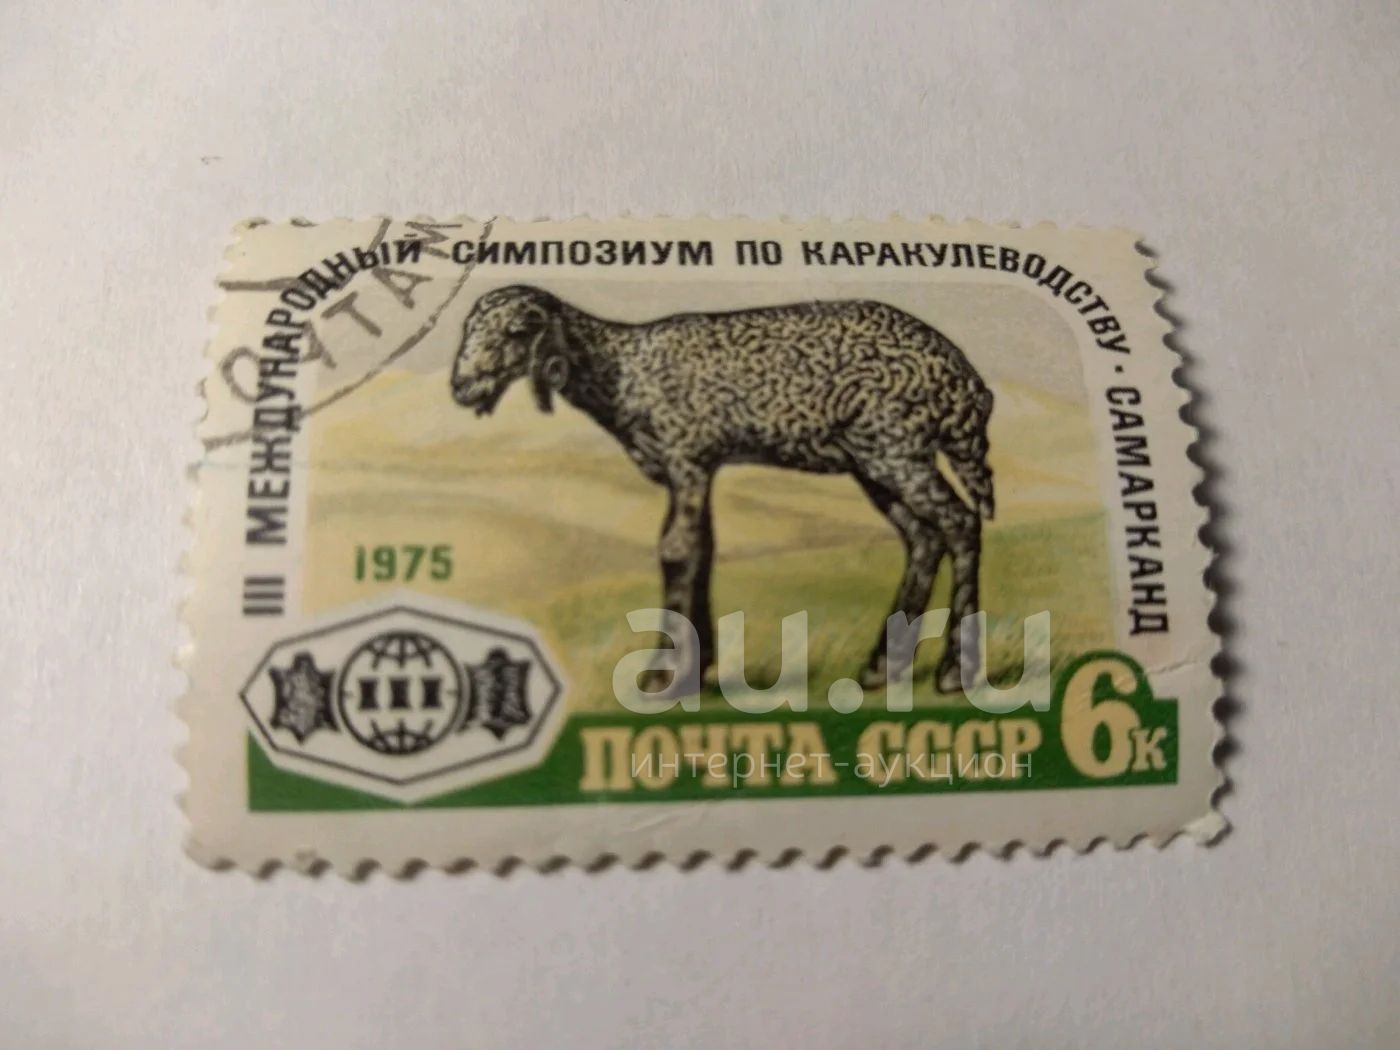 III МЕЖДУНАРОДНЫЙ СИМПОЗИУМ ПО КАРАКУЛЕВОДСТВУ · САМАРКАНД
1975
III
ПОЧТА СССР 6к
au.ru
интернет-аукцион